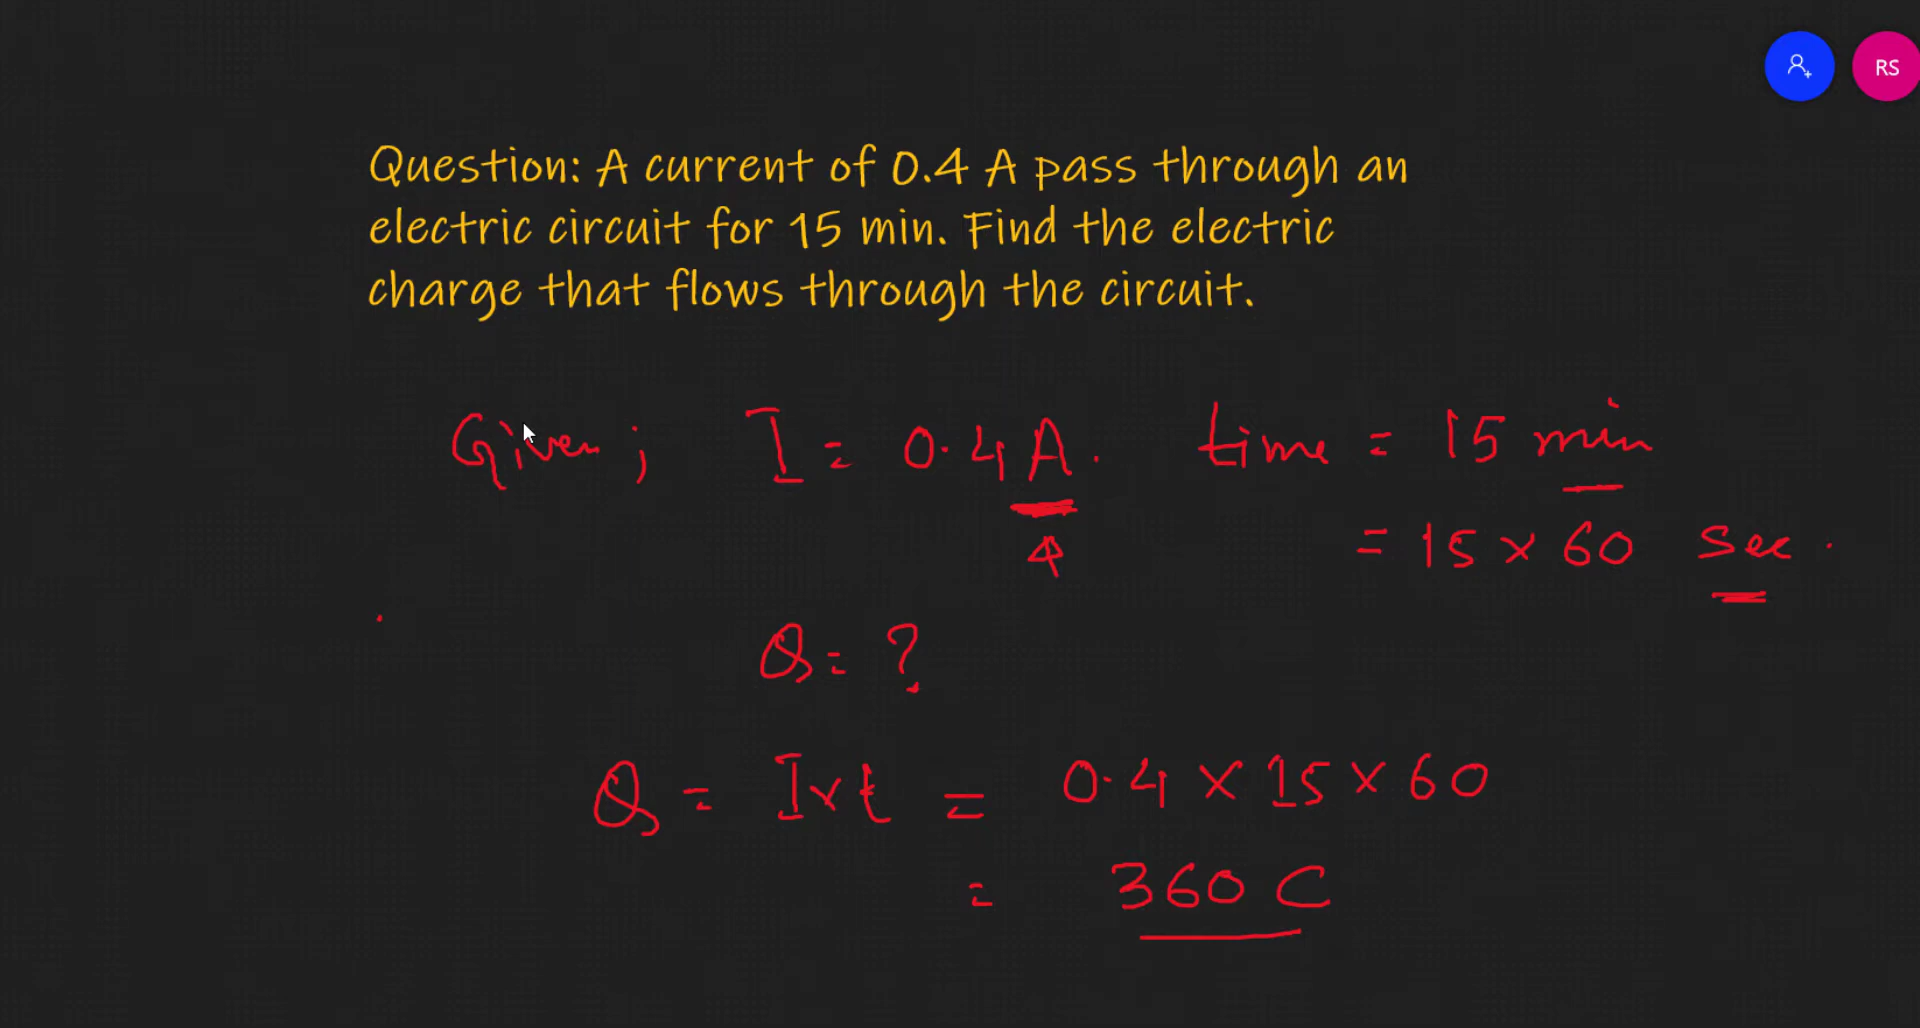 RS
Question: A current of 0.4 A pass through an
electric circuit for 15 min. Find the electric
charge that flows through the circuit.
Given; I = 0.4 A. time = 15 min
= 15 × 60 sec.
Q = ?
Q = I×t = 0.4 × 15 × 60
= 360 C